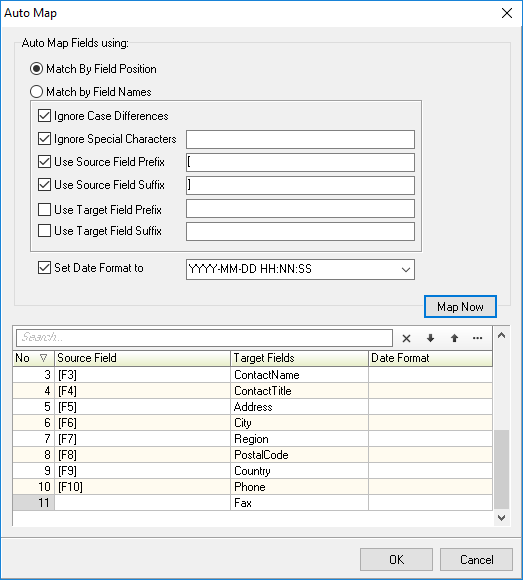 Auto Map
Auto Map Fields using:
Match By Field Position
Match by Field Names
Ignore Case Differences
Ignore Special Characters
Use Source Field Prefix [
Use Source Field Suffix ]
Use Target Field Prefix
Use Target Field Suffix
Set Date Format to YYYY-MM-DD HH:NN:SS
Map Now
Search...
No Source Field Target Fields Date Format
3 [F3] ContactName
4 [F4] ContactTitle
5 [F5] Address
6 [F6] City
7 [F7] Region
8 [F8] PostalCode
9 [F9] Country
10 [F10] Phone
11 Fax
OK Cancel